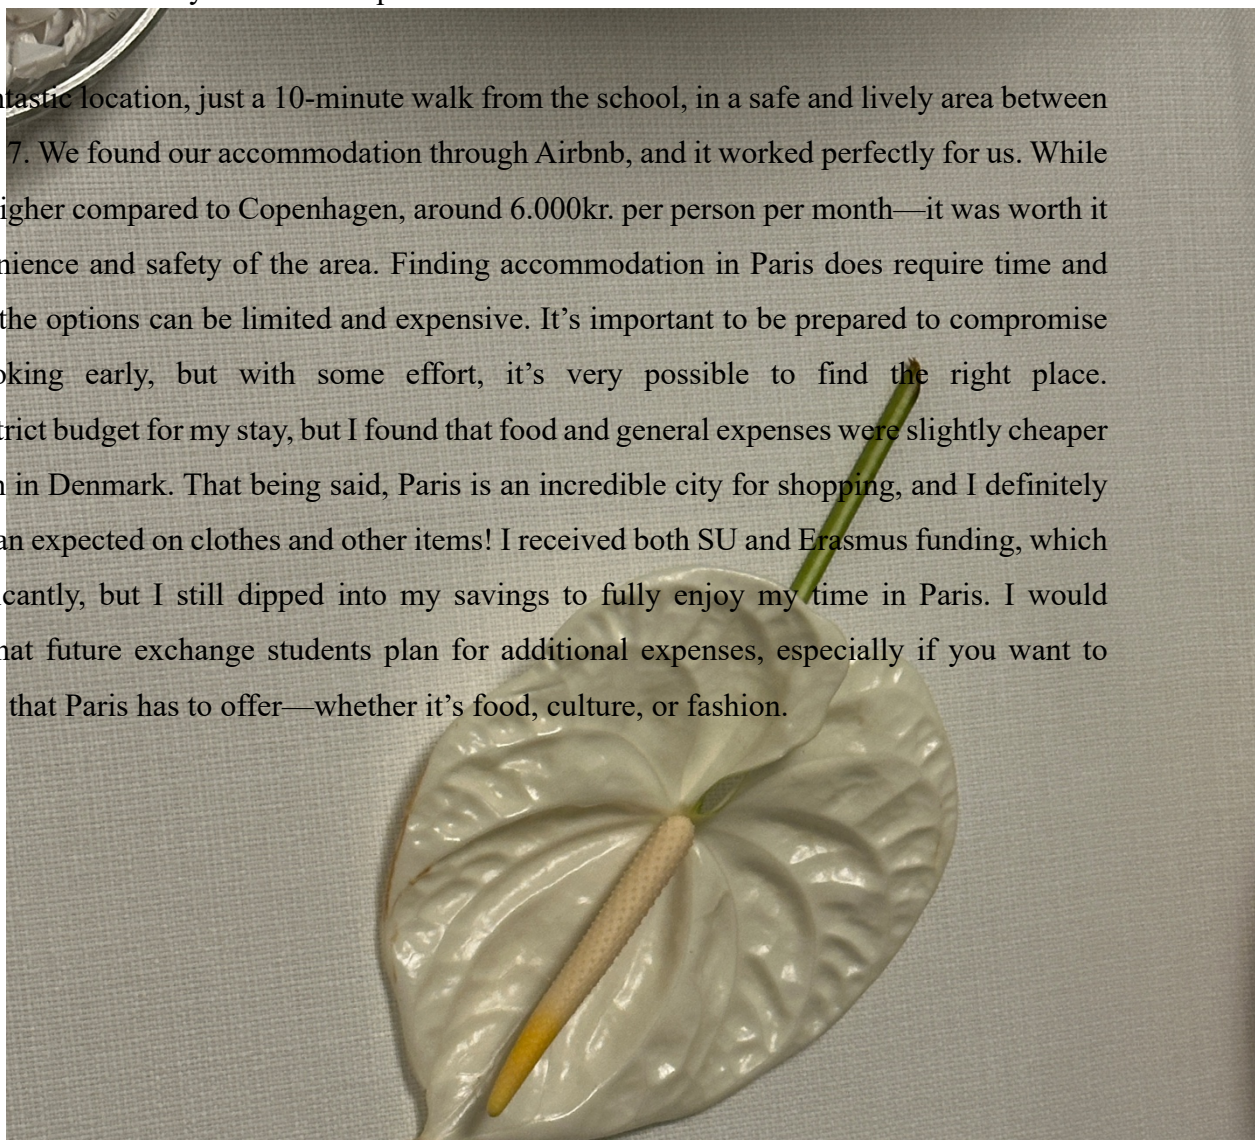 location, just a 10-minute walk from the school, in a safe and lively area between
7. We found our accommodation through Airbnb, and it worked perfectly for us. While
compared to Copenhagen, around 6.000kr. per person per month—it was worth it
and safety of the area. Finding accommodation in Paris does require time and
the options can be limited and expensive. It’s important to be prepared to compromise
early, but with some effort, it’s very possible to find the right place.
budget for my stay, but I found that food and general expenses were slightly cheaper
in Denmark. That being said, Paris is an incredible city for shopping, and I definitely
expected on clothes and other items! I received both SU and Erasmus funding, which
but I still dipped into my savings to fully enjoy my time in Paris. I would
future exchange students plan for additional expenses, especially if you want to
that Paris has to offer—whether it’s food, culture, or fashion.